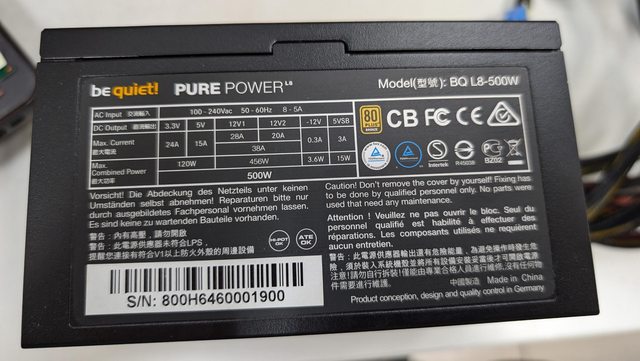 be quiet! PURE POWER L8 Model(型號): BQ L8-500W
AC Input 交流輸入 100 - 240Vac 50 - 60Hz 8 - 5A
DC Output 直流輸出 3.3V 5V 12V1 12V2 -12V 5VSB
Max. Current 最大電流 24A 15A 28A 20A 0.3A 3A
38A
Max. Combined Power 最大功率 120W 456W 3.6W 15W
500W
80 PLUS BRONZE
CB FC CE
Intertek R45038 BZ02
Vorsicht! Die Abdeckung des Netzteils unter keinen
Umständen selbst abnehmen! Reparaturen bitte nur
durch ausgebildetes Fachpersonal vornehmen lassen.
Es sind keine zu wartenden Bauteile vorhanden.
警告: 內有高壓, 請勿開啟
警告: 此電源供應器未符合LPS,
提醒您連接有符合V1以上防火外殼的周邊設備
HI-POT OK
ATE OK
S/N: 800H6460001900
Caution! Don't remove the cover by yourself! Fixing has
to be done by qualified personel only. No parts were
used that need any maintenance.
Attention ! Veuillez ne pas ouvrir le bloc. Seul du
personnel qualifié est habilité à effectuer des
réparations. Les composants utilisés ne requièrent
aucun entretien.
警告: 此電源供應器還有危險能量, 為避免操作時發生危
險, 須於裝入系統機殼並將所有設備安裝妥當後才可開啟電源
注意!請勿自行拆裝!僅能由專業合格人員進行維修,沒有任何物
件需進行維護.
中國製造 Made in China
Product conception, design and quality control in Germany